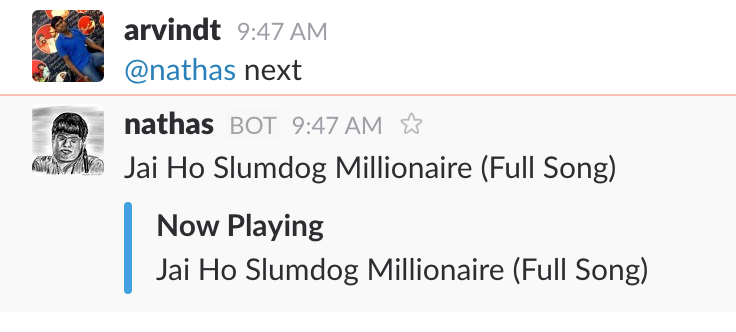 arvindt 9:47 AM
@nathas next
nathas BOT 9:47 AM
Jai Ho Slumdog Millionaire (Full Song)
Now Playing
Jai Ho Slumdog Millionaire (Full Song)